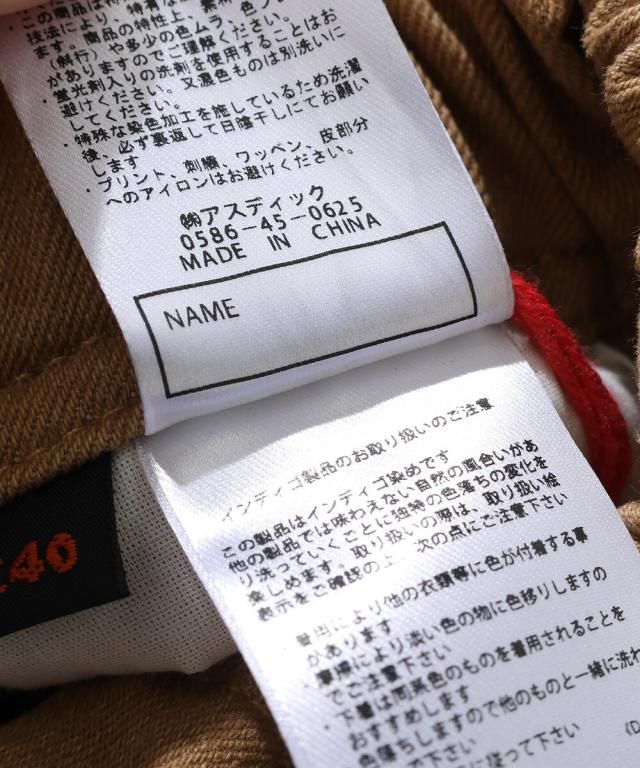 ・この商品は
技法により、特有な
ます。商品の特性上、素材
(無行)や多少の色ムラ、色ブ
がありますのでご理解ください。
・蛍光剤入りの洗剤を使用することはお
避けください。又濃色ものは別洗いに
してください。
・特殊な染色加工を施しているため洗濯
後、必ず裏返して日陰干しにてお願い
します
・プリント、刺繍、ワッペン、皮部分
へのアイロンはお避けください。
㈱アスティック
0586-45-0625
MADE IN CHINA
NAME
インディゴ製品のお取り扱いのご注意
この製品はインディゴ染めです
他の製品では味わえない自然の風合いがあ
り洗っていくごとに独特の色落ちの変化を
楽しめます。取り扱いの際は、取り扱い絵
表示をご確認の上、次の点にご注意下さい
・着用により他の衣類等に色が付着する事
があります
・摩擦により淡い色の物に色移りしますの
でご注意下さい
・下着は同系色のものを着用されることを
おすすめします
色落ちしますので他のものと一緒に洗わ
で下さい
に従って下さい
(D
40